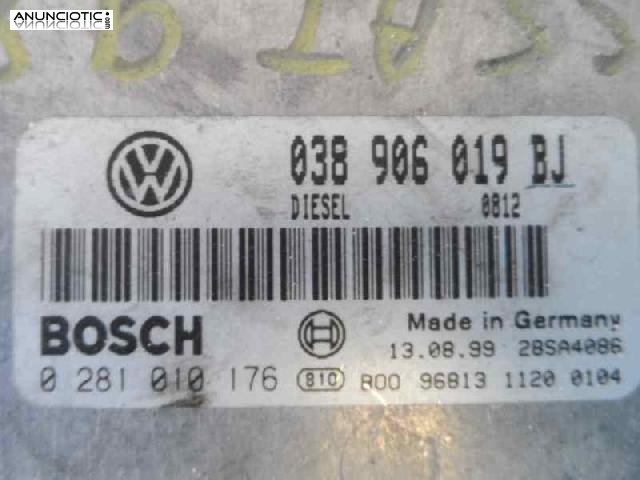 ANUNCIOTIC.COM
038 906 019 BJ
DIESEL 0812
BOSCH
Made in Germany
13.08.99 28SA4086
0 281 010 176 810 B00 96813 1120 0104